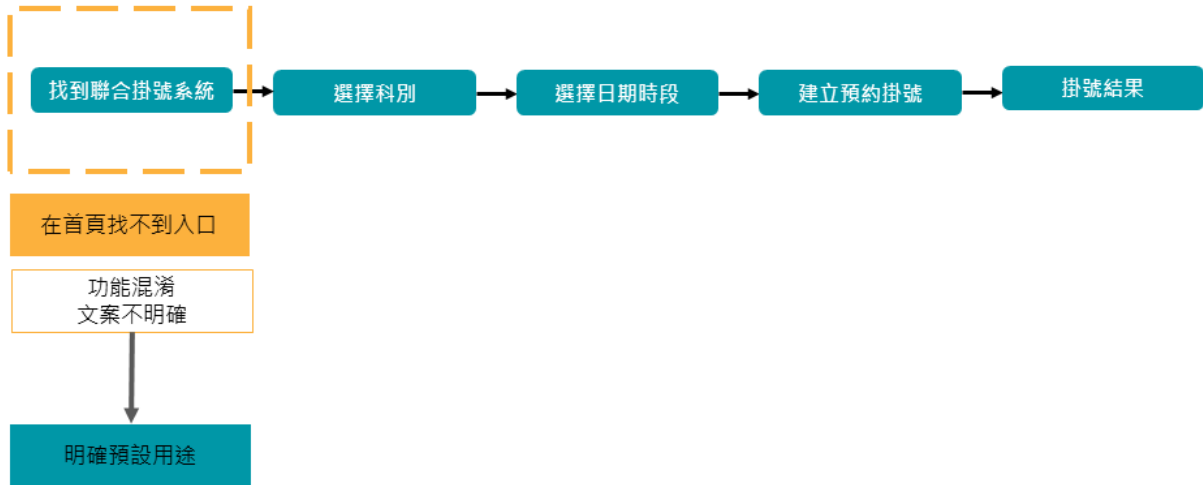 找到聯合掛號系統
選擇科別
選擇日期時段
建立預約掛號
掛號結果
在首頁找不到入口
功能混淆
文案不明確
明確預設用途